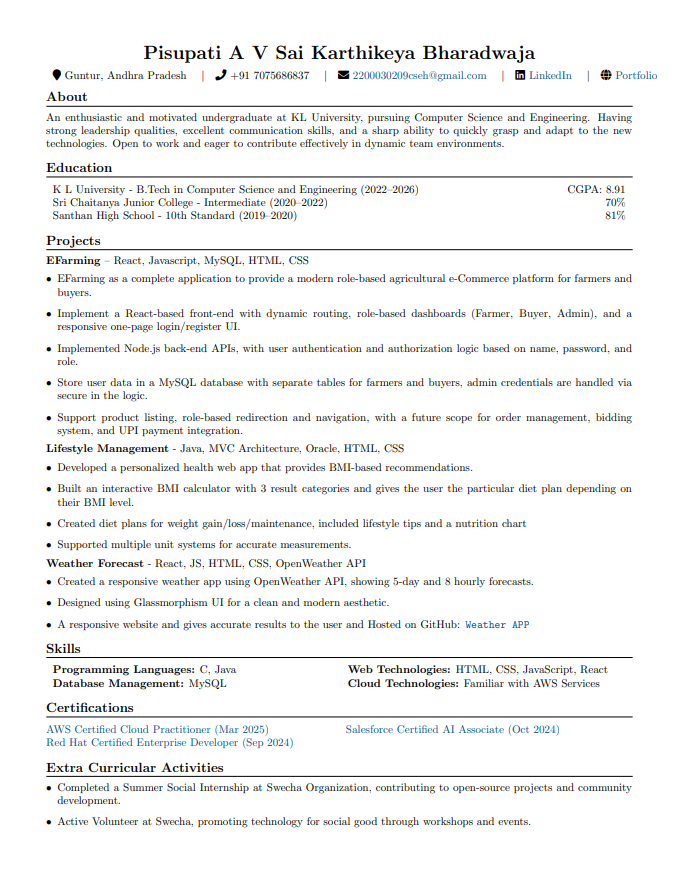 Pisupati A V Sai Karthikeya Bharadwaja
Guntur, Andhra Pradesh | +91 7075686837 | 2200030209cseh@gmail.com | LinkedIn | Portfolio
About
An enthusiastic and motivated undergraduate at KL University, pursuing Computer Science and Engineering. Having
strong leadership qualities, excellent communication skills, and a sharp ability to quickly grasp and adapt to the new
technologies. Open to work and eager to contribute effectively in dynamic team environments.
Education
K L University - B.Tech in Computer Science and Engineering (2022–2026) CGPA: 8.91
Sri Chaitanya Junior College - Intermediate (2020–2022) 70%
Santhan High School - 10th Standard (2019–2020) 81%
Projects
EFarming – React, Javascript, MySQL, HTML, CSS
• EFarming as a complete application to provide a modern role-based agricultural e-Commerce platform for farmers and
buyers.
• Implement a React-based front-end with dynamic routing, role-based dashboards (Farmer, Buyer, Admin), and a
responsive one-page login/register UI.
• Implemented Node.js back-end APIs, with user authentication and authorization logic based on name, password, and
role.
• Store user data in a MySQL database with separate tables for farmers and buyers, admin credentials are handled via
secure in the logic.
• Support product listing, role-based redirection and navigation, with a future scope for order management, bidding
system, and UPI payment integration.
Lifestyle Management - Java, MVC Architecture, Oracle, HTML, CSS
• Developed a personalized health web app that provides BMI-based recommendations.
• Built an interactive BMI calculator with 3 result categories and gives the user the particular diet plan depending on
their BMI level.
• Created diet plans for weight gain/loss/maintenance, included lifestyle tips and a nutrition chart
• Supported multiple unit systems for accurate measurements.
Weather Forecast - React, JS, HTML, CSS, OpenWeather API
• Created a responsive weather app using OpenWeather API, showing 5-day and 8 hourly forecasts.
• Designed using Glassmorphism UI for a clean and modern aesthetic.
• A responsive website and gives accurate results to the user and Hosted on GitHub: Weather APP
Skills
Programming Languages: C, Java Web Technologies: HTML, CSS, JavaScript, React
Database Management: MySQL Cloud Technologies: Familiar with AWS Services
Certifications
AWS Certified Cloud Practitioner (Mar 2025) Salesforce Certified AI Associate (Oct 2024)
Red Hat Certified Enterprise Developer (Sep 2024)
Extra Curricular Activities
• Completed a Summer Social Internship at Swecha Organization, contributing to open-source projects and community
development.
• Active Volunteer at Swecha, promoting technology for social good through workshops and events.